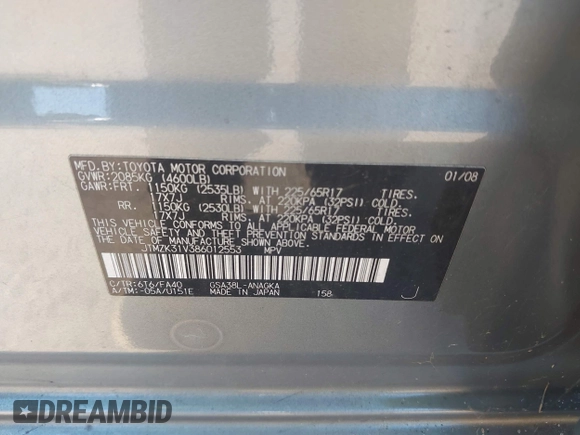 MFD.BY:TOYOTA MOTOR CORPORATION 01/08
GVWR:2085KG (4600LB)
GAWR:FRT. 1150KG (2535LB) WITH 225/65R17 TIRES.
17X7J RIMS. AT 220KPA (32PSI) COLD
RR. 1150KG (2530LB) WITH 225/65R17 TIRES.
17X7J RIMS. AT 220KPA (32PSI) COLD
THIS VEHICLE CONFORMS TO ALL APPLICABLE FEDERAL MOTOR
VEHICLE SAFETY, BUMPER, AND THEFT PREVENTION STANDARDS IN
EFFECT ON THE DATE OF MANUFACTURE SHOWN ABOVE.
JTMZK31V386012553 MPV
C/TR:6T6/FA40 GSA38L-ANAGKA
A/TM:-05A/U151E MADE IN JAPAN 158 J
DREAMBID